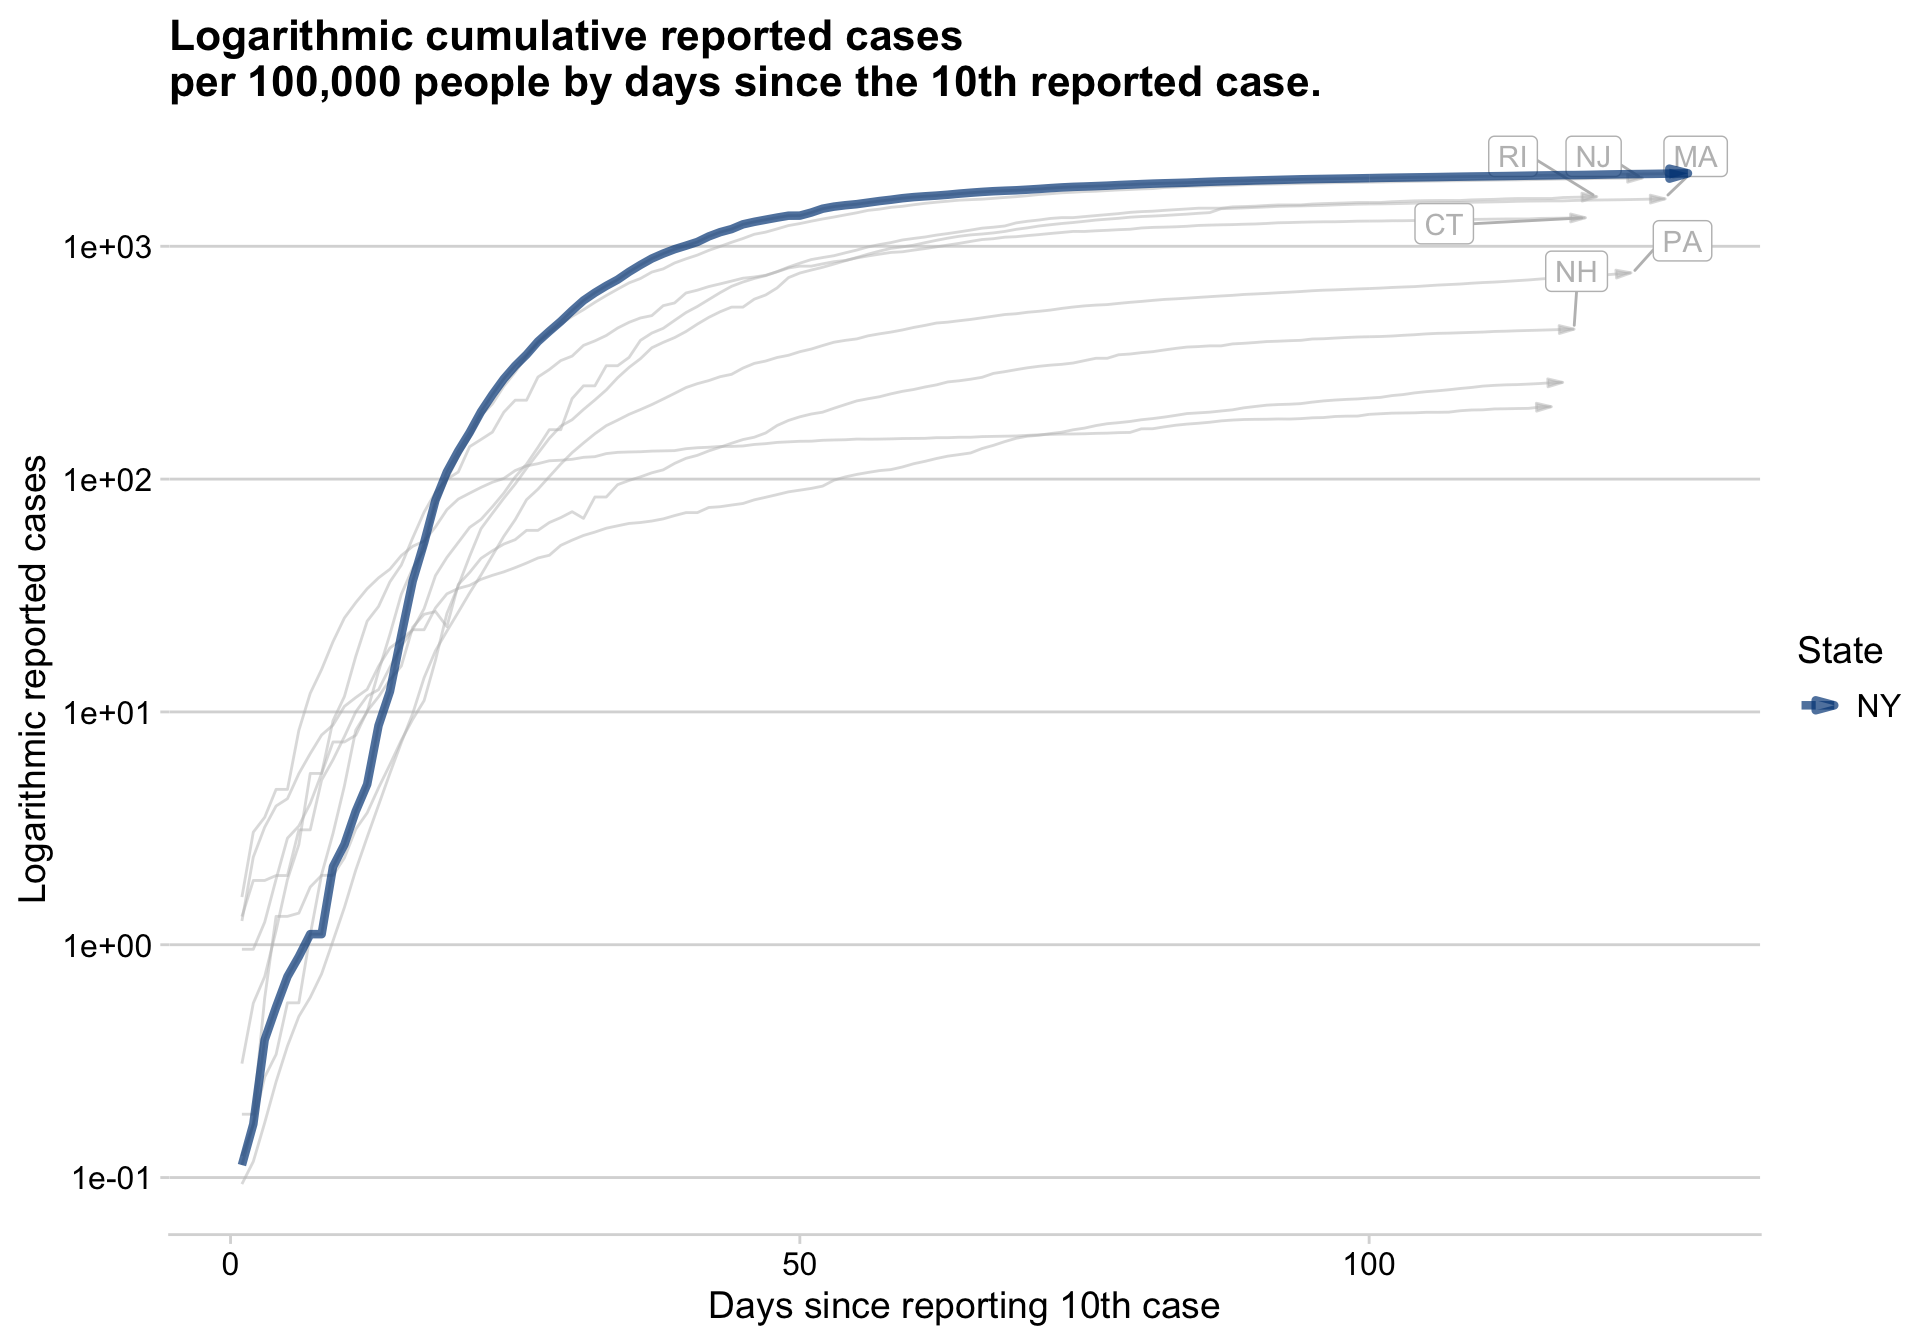 Logarithmic cumulative reported cases
per 100,000 people by days since the 10th reported case.
RI
NJ
MA
CT
PA
NH
1e+03
1e+02
1e+01
1e+00
1e-01
Logarithmic reported cases
State
NY
0
50
100
Days since reporting 10th case